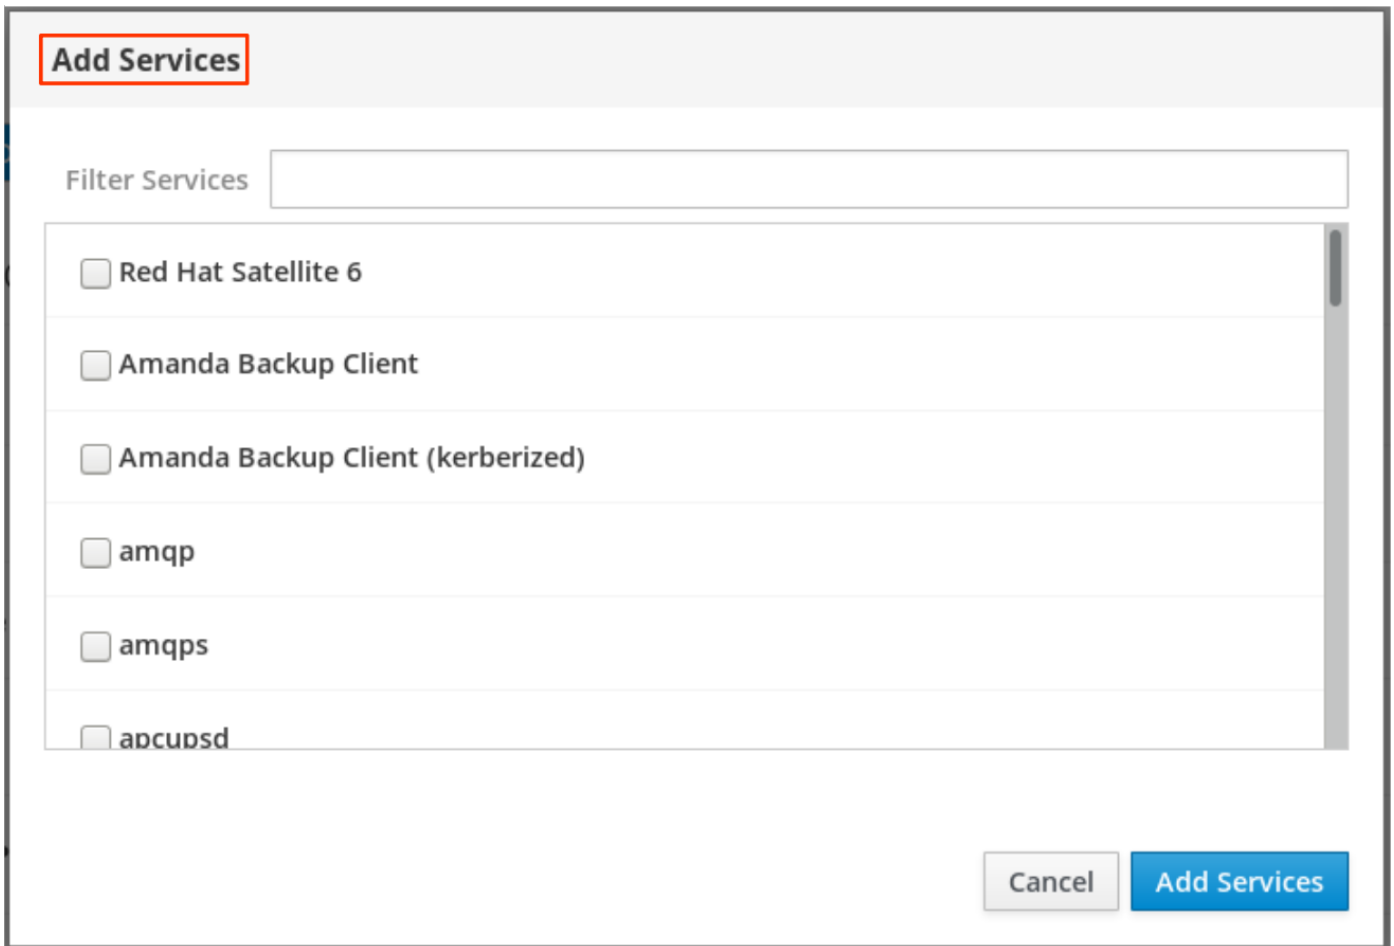 Add Services
Filter Services
Red Hat Satellite 6
Amanda Backup Client
Amanda Backup Client (kerberized)
amqp
amqps
apcupsd
Cancel Add Services